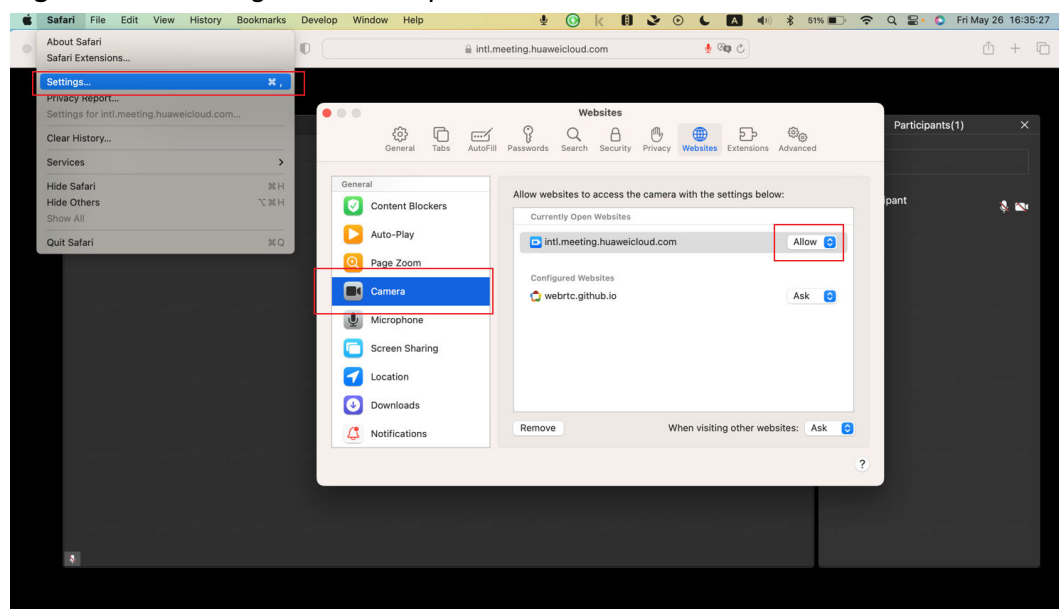 Safari File Edit View History Bookmarks Develop Window Help A 51% Fri May 26 16:35:27
About Safari
Safari Extensions...
Settings... ⌘ ,
Privacy Report...
Settings for intl.meeting.huaweicloud.com...
Clear History...
Services >
Hide Safari ⌘H
Hide Others ⌥⌘H
Show All
Quit Safari ⌘Q
intl.meeting.huaweicloud.com
Participants(1)
ipant
Websites
General Tabs AutoFill Passwords Search Security Privacy Websites Extensions Advanced
General
Content Blockers
Auto-Play
Page Zoom
Camera
Microphone
Screen Sharing
Location
Downloads
Notifications
Allow websites to access the camera with the settings below:
Currently Open Websites
intl.meeting.huaweicloud.com Allow
Configured Websites
webrtc.github.io Ask
Remove When visiting other websites: Ask
?